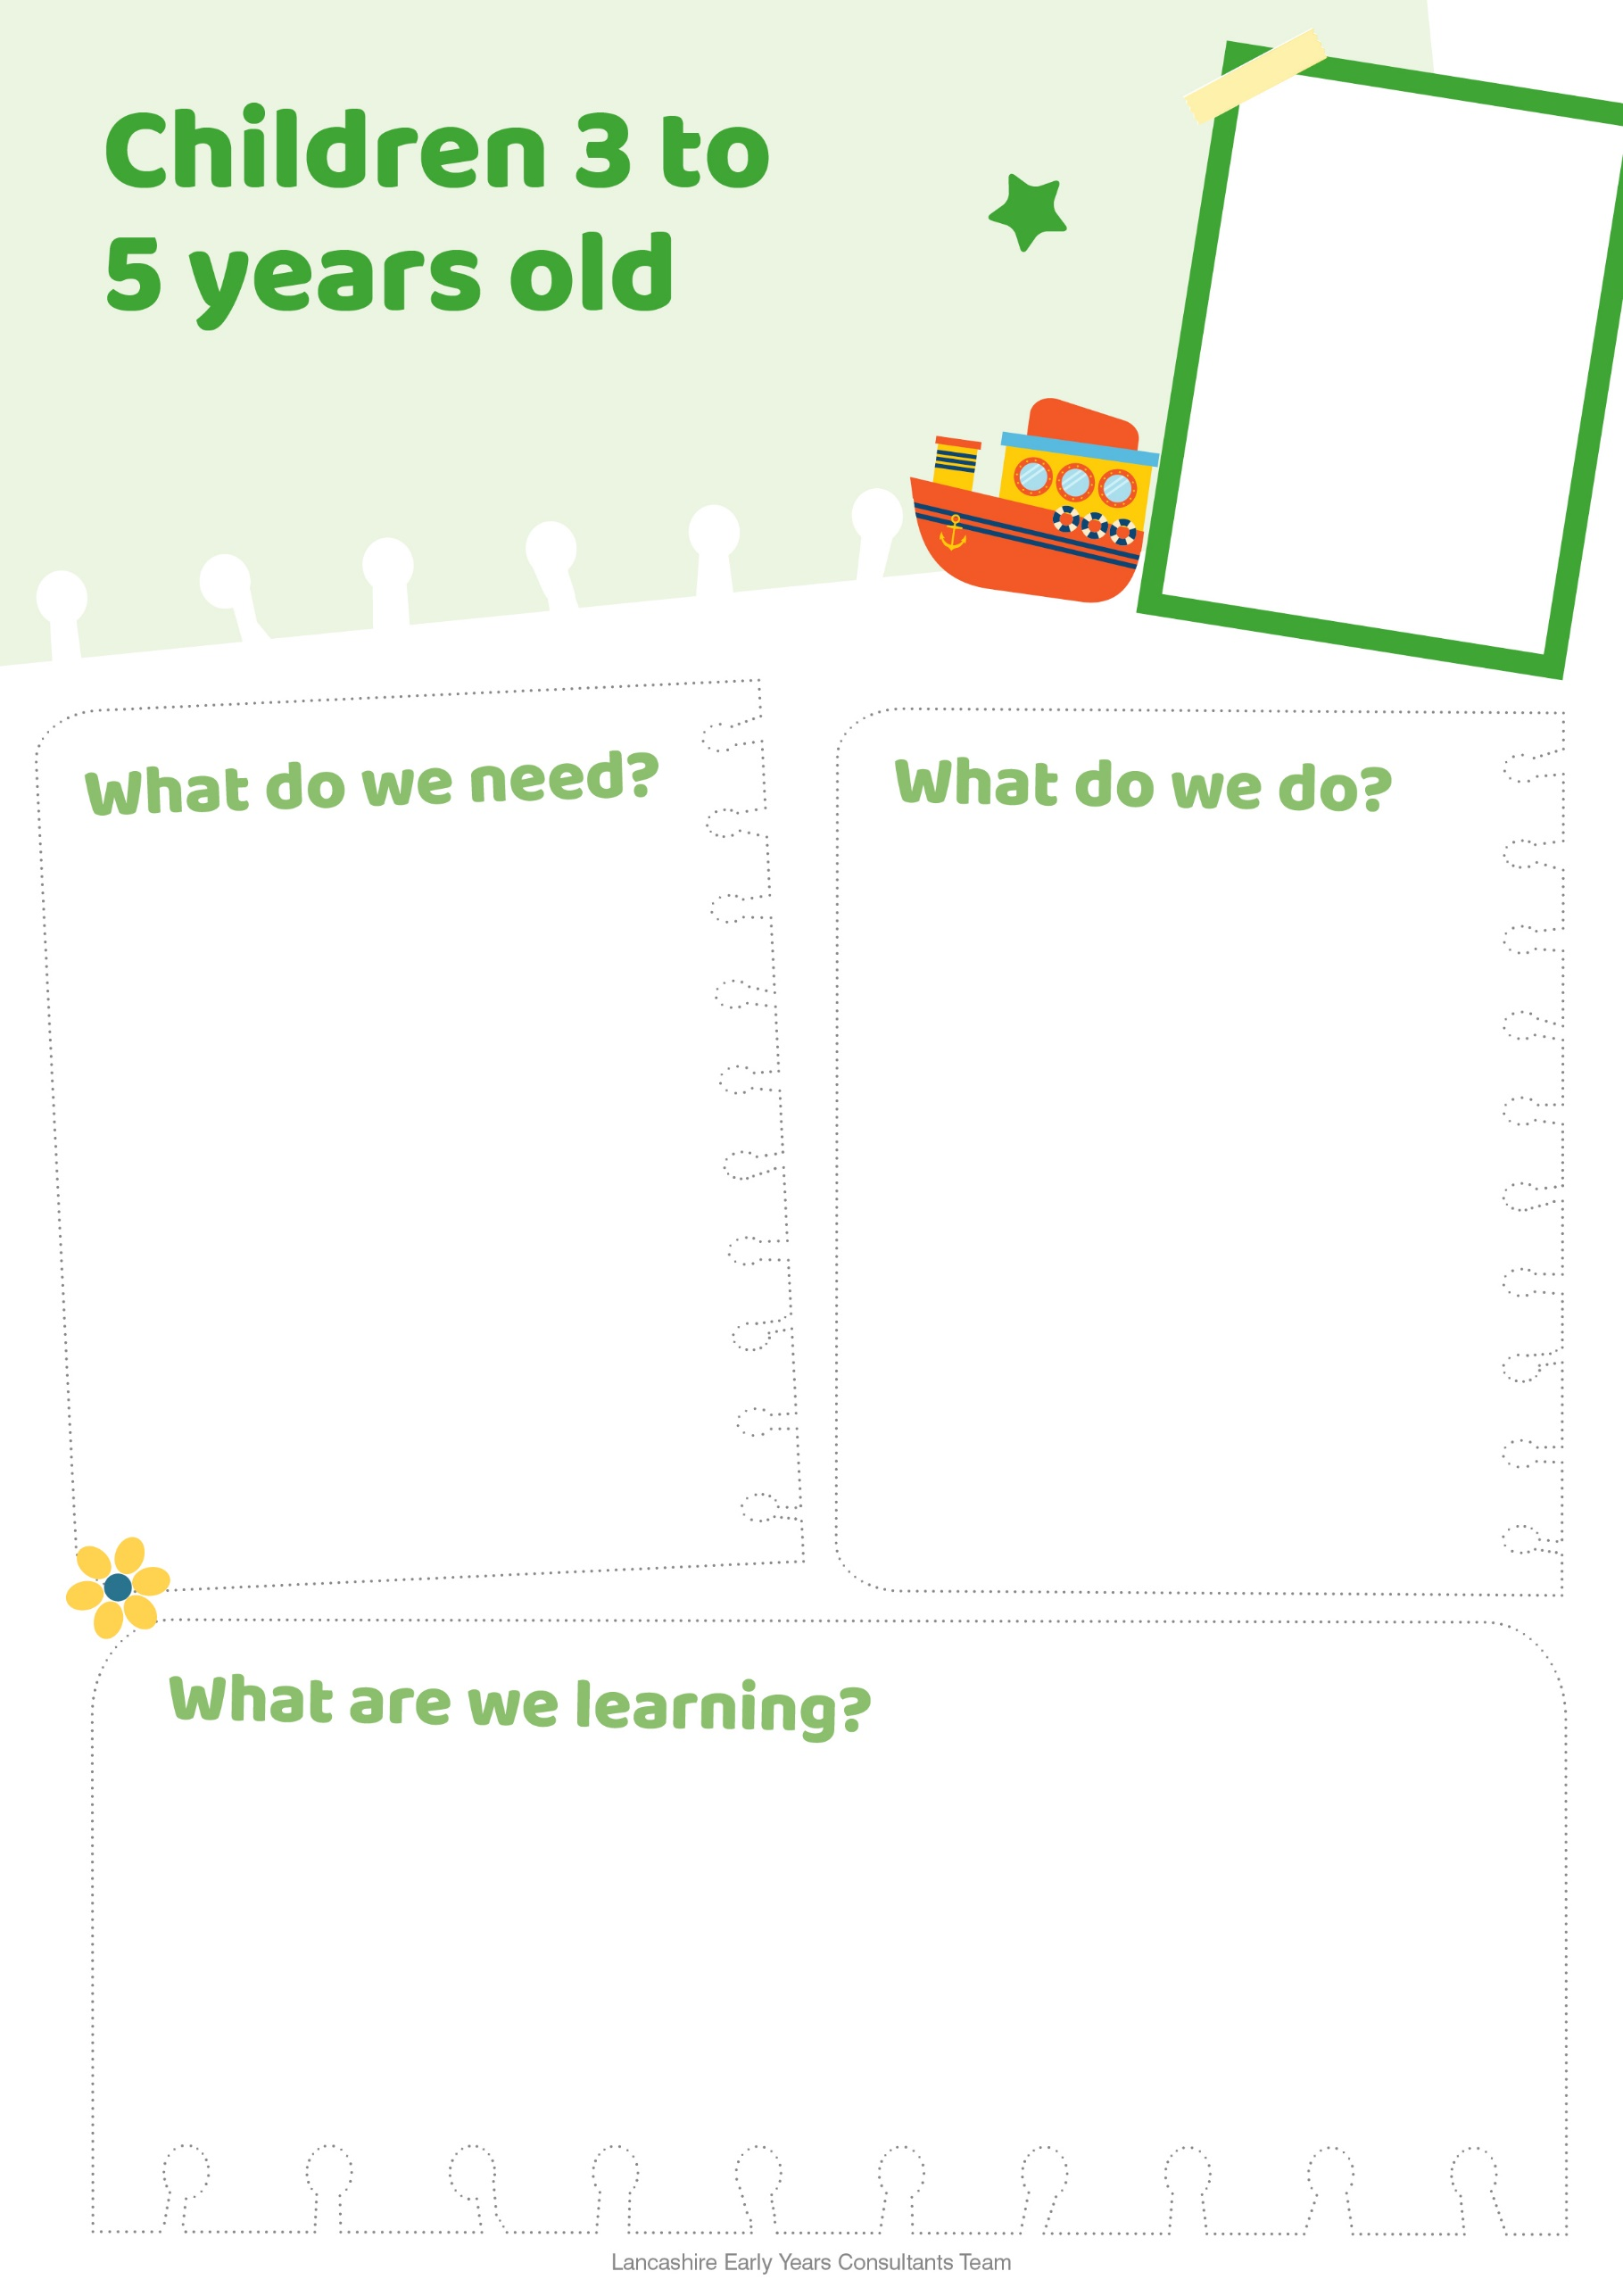 Children 3 to
5 years old
What do we need?
What do we do?
What are we learning?
Lancashire Early Years Consultants Team